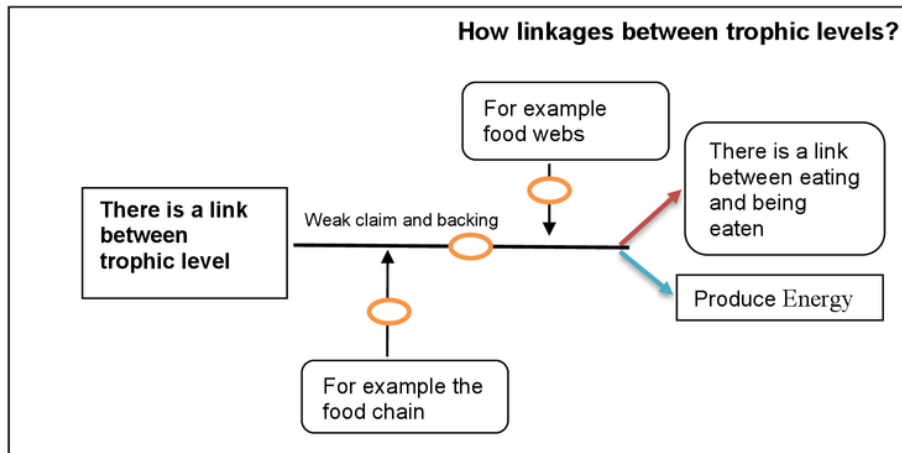 How linkages between trophic levels?
For example
food webs
There is a link
between eating
and being
eaten
There is a link
between
trophic level
Weak claim and backing
Produce Energy
For example the
food chain